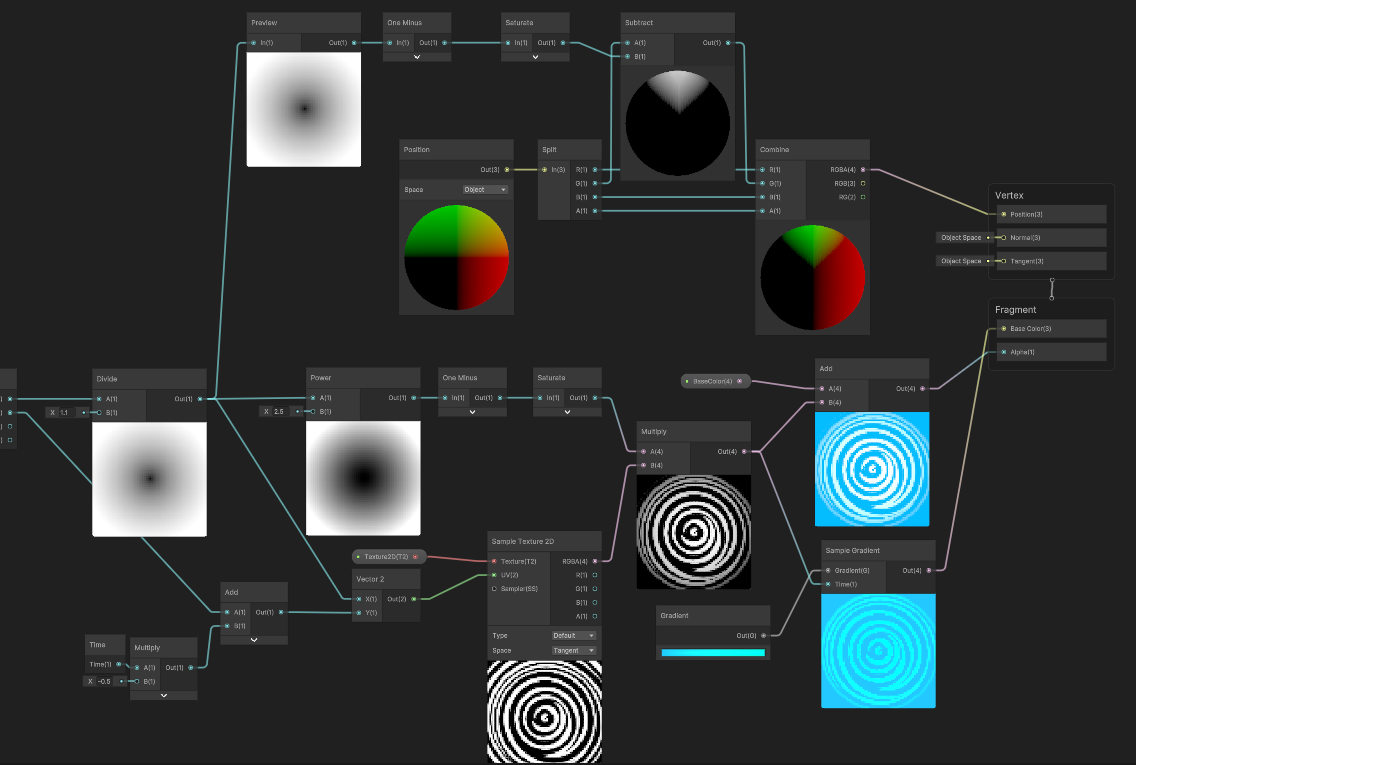 Preview
In(1) Out(1)
One Minus
In(1) Out(1)
Saturate
In(1) Out(1)
Subtract
A(1) Out(1)
B(1)
Position
Out(3)
Space Object
Split
In(3) R(1)
G(1)
B(1)
A(1)
Combine
R(1) RGBA(4)
G(1) RGB(3)
B(1) RG(2)
A(1)
Vertex
Position(3)
Object Space Normal(3)
Object Space Tangent(3)
Fragment
Base Color(3)
Alpha(1)
Divide
A(1) Out(1)
X 1.1 B(1)
Power
A(1) Out(1)
X 2.5 B(1)
One Minus
In(1) Out(1)
Saturate
In(1) Out(1)
BaseColor(4)
Add
A(4) Out(4)
B(4)
Multiply
A(4) Out(4)
B(4)
Sample Texture 2D
Texture(T2) RGBA(4)
UV(2) R(1)
Sampler(SS) G(1)
B(1)
A(1)
Type Default
Space Tangent
Texture2D(T2)
Vector 2
X(1) Out(2)
Y(1)
Add
A(1) Out(1)
B(1)
Time
Time(1)
X -0.5
Multiply
A(1) Out(1)
B(1)
Gradient
Out(G)
Sample Gradient
Gradient(G) Out(4)
Time(1)